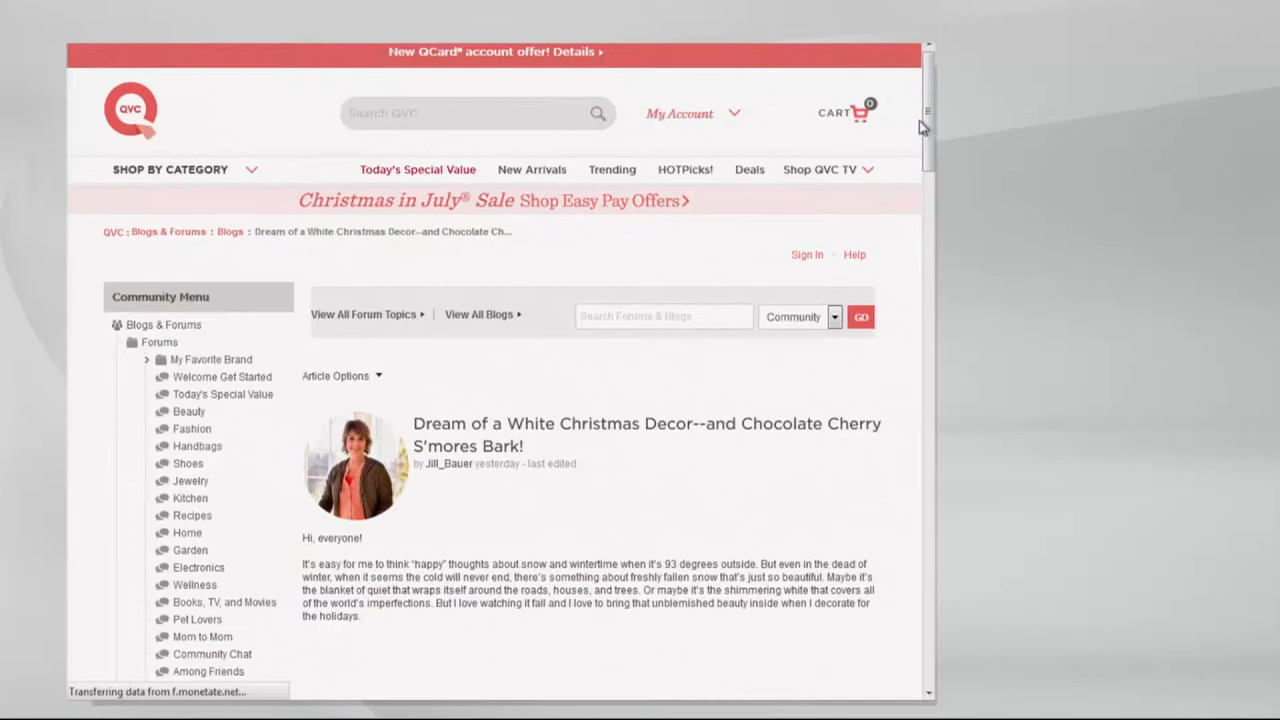 New QCard® account offer! Details ▸
QVC
Search QVC
My Account
CART 0
SHOP BY CATEGORY
Today's Special Value
New Arrivals
Trending
HOTPicks!
Deals
Shop QVC TV
Christmas in July® Sale Shop Easy Pay Offers>
QVC : Blogs & Forums : Blogs : Dream of a White Christmas Decor--and Chocolate Ch...
Sign In · Help
Community Menu
Blogs & Forums
Forums
My Favorite Brand
Welcome Get Started
Today's Special Value
Beauty
Fashion
Handbags
Shoes
Jewelry
Kitchen
Recipes
Home
Garden
Electronics
Wellness
Books, TV, and Movies
Pet Lovers
Mom to Mom
Community Chat
Among Friends
View All Forum Topics ▸ | View All Blogs ▸
Search Forums & Blogs
Community
GO
Article Options
Dream of a White Christmas Decor--and Chocolate Cherry
S'mores Bark!
by Jill_Bauer yesterday - last edited
Hi, everyone!
It's easy for me to think "happy" thoughts about snow and wintertime when it's 93 degrees outside. But even in the dead of
winter, when it seems the cold will never end, there's something about freshly fallen snow that's just so beautiful. Maybe it's
the blanket of quiet that wraps itself around the roads, houses, and trees. Or maybe it's the shimmering white that covers all
of the world's imperfections. But I love watching it fall and I love to bring that unblemished beauty inside when I decorate for
the holidays.
Transferring data from f.monetate.net...